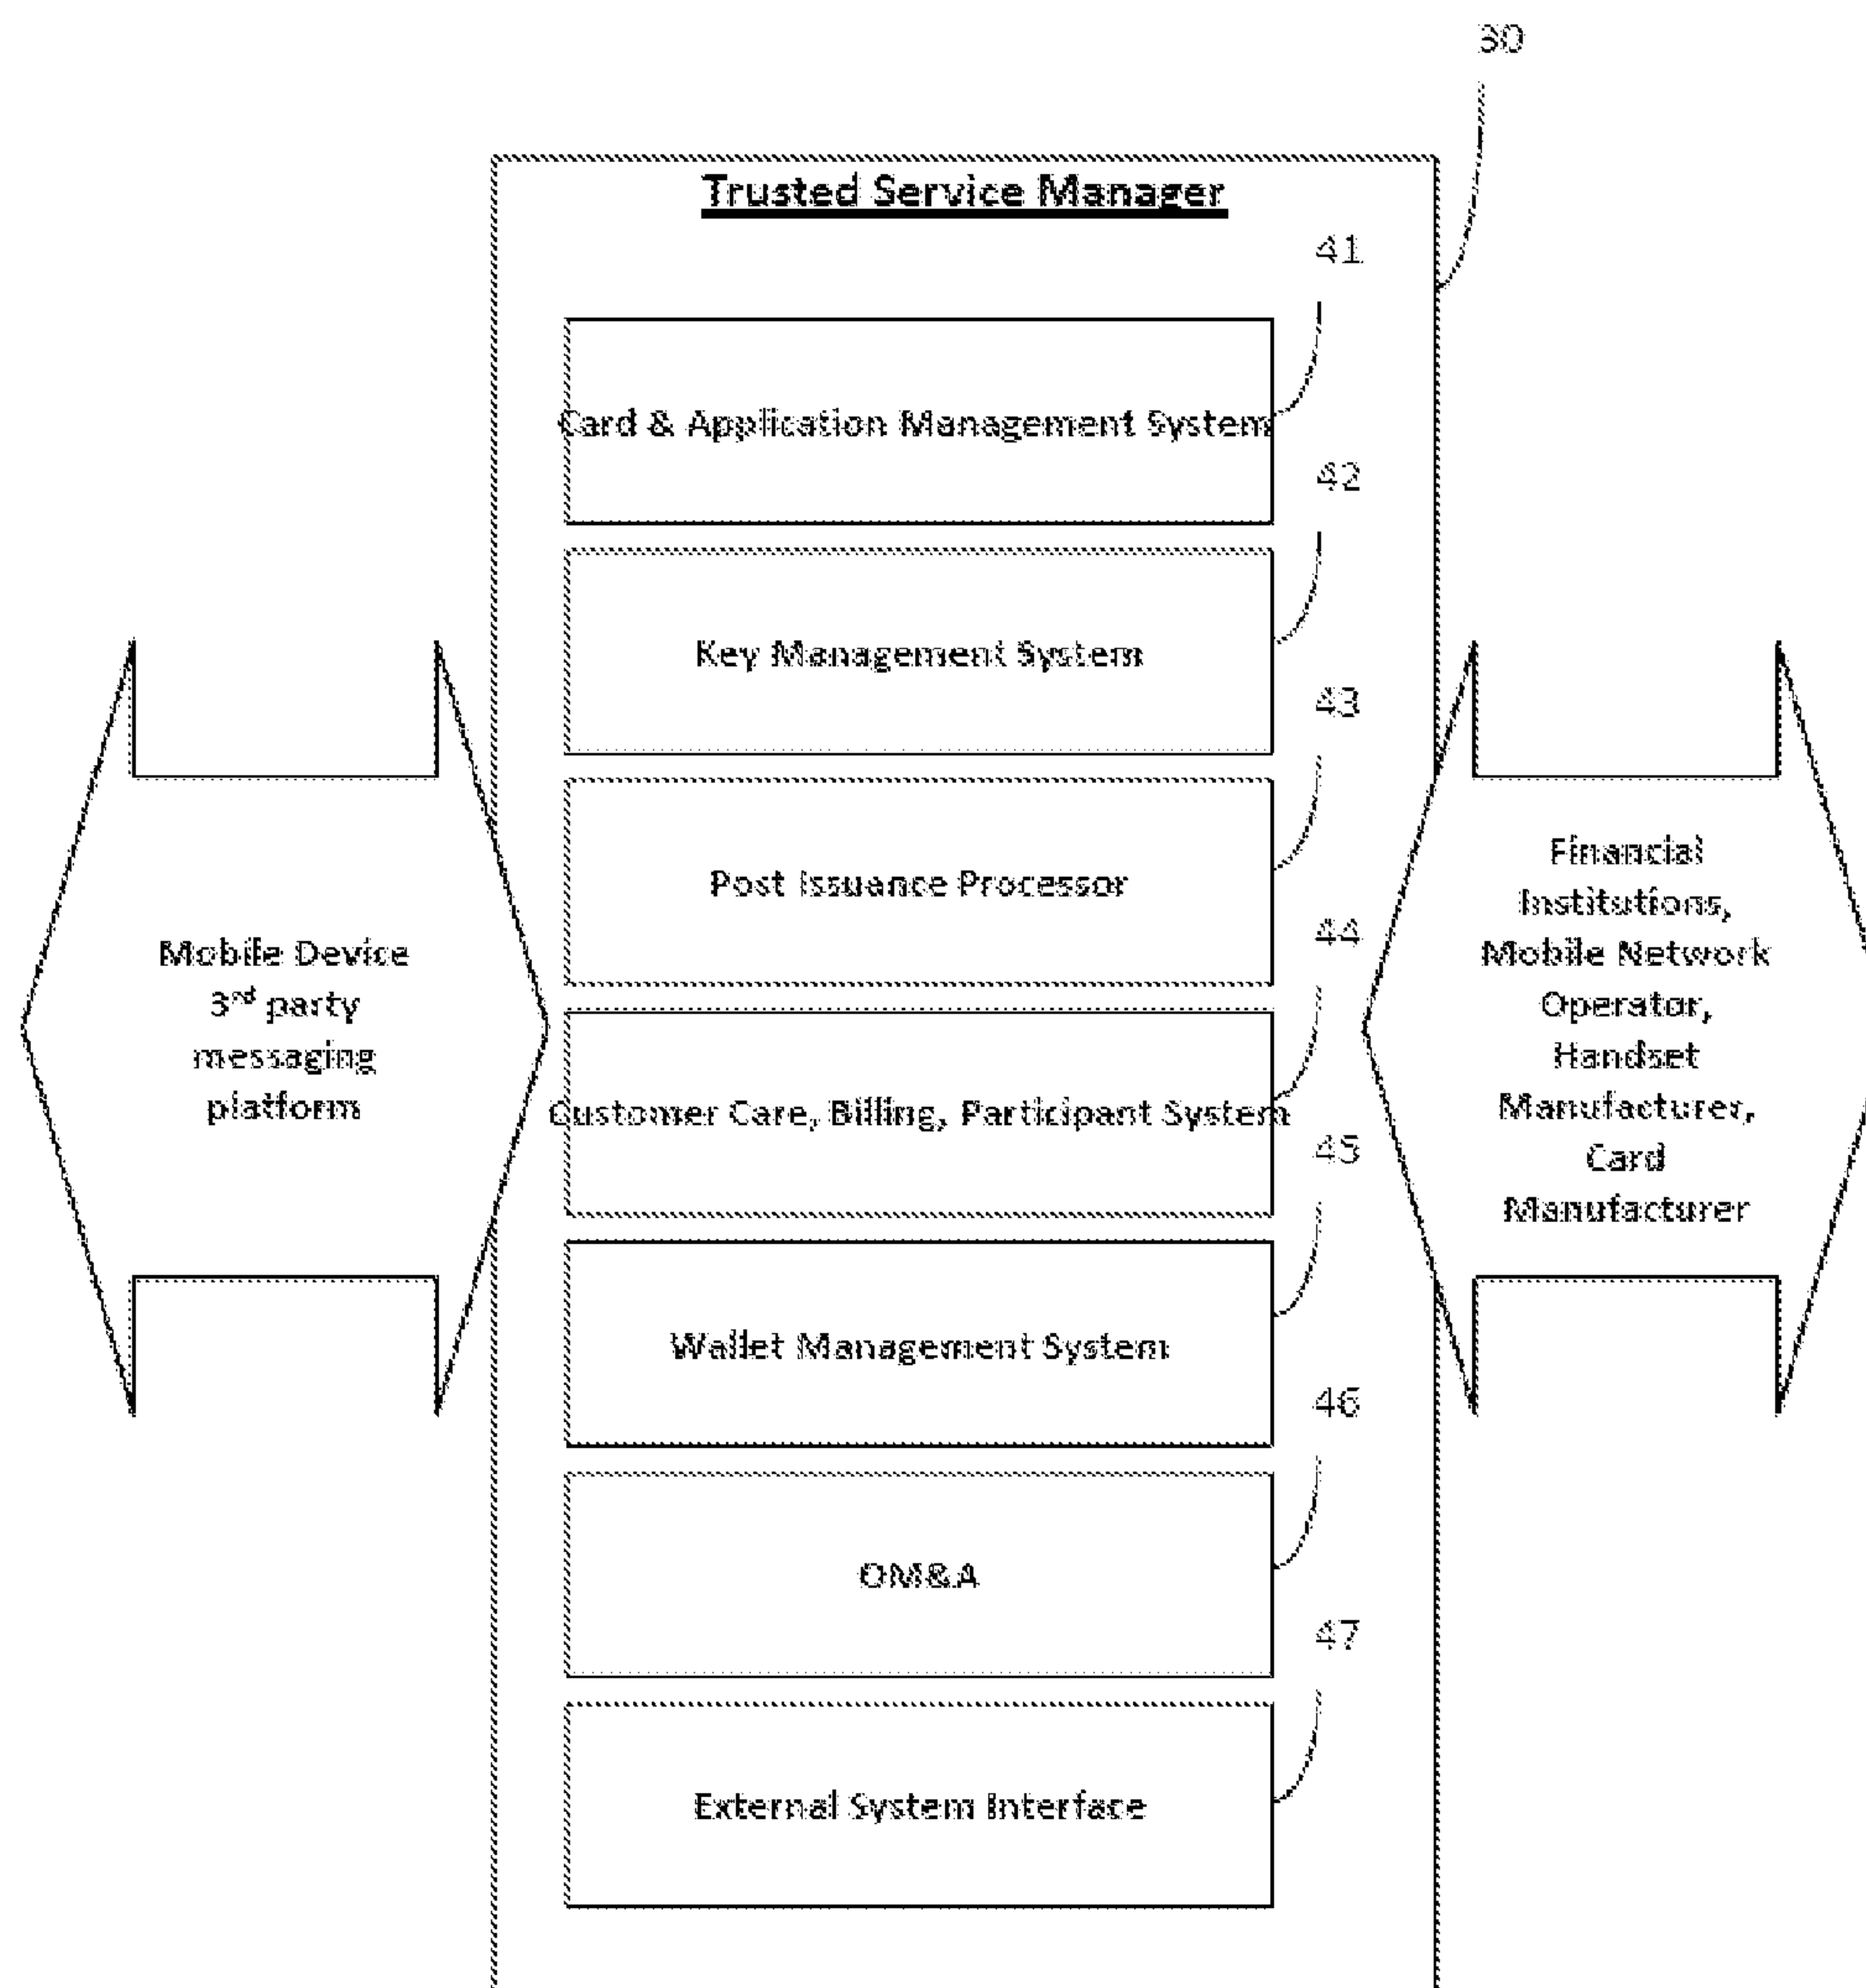 30
Trusted Service Manager
41
Card & Application Management System
42
Key Management System
43
Post Issuance Processor
44
Customer Care, Billing, Participant System
45
Wallet Management System
46
OM&A
47
External System Interface
Mobile Device
3rd party
messaging
platform
Financial
Institutions,
Mobile Network
Operator,
Handset
Manufacturer,
Card
Manufacturer